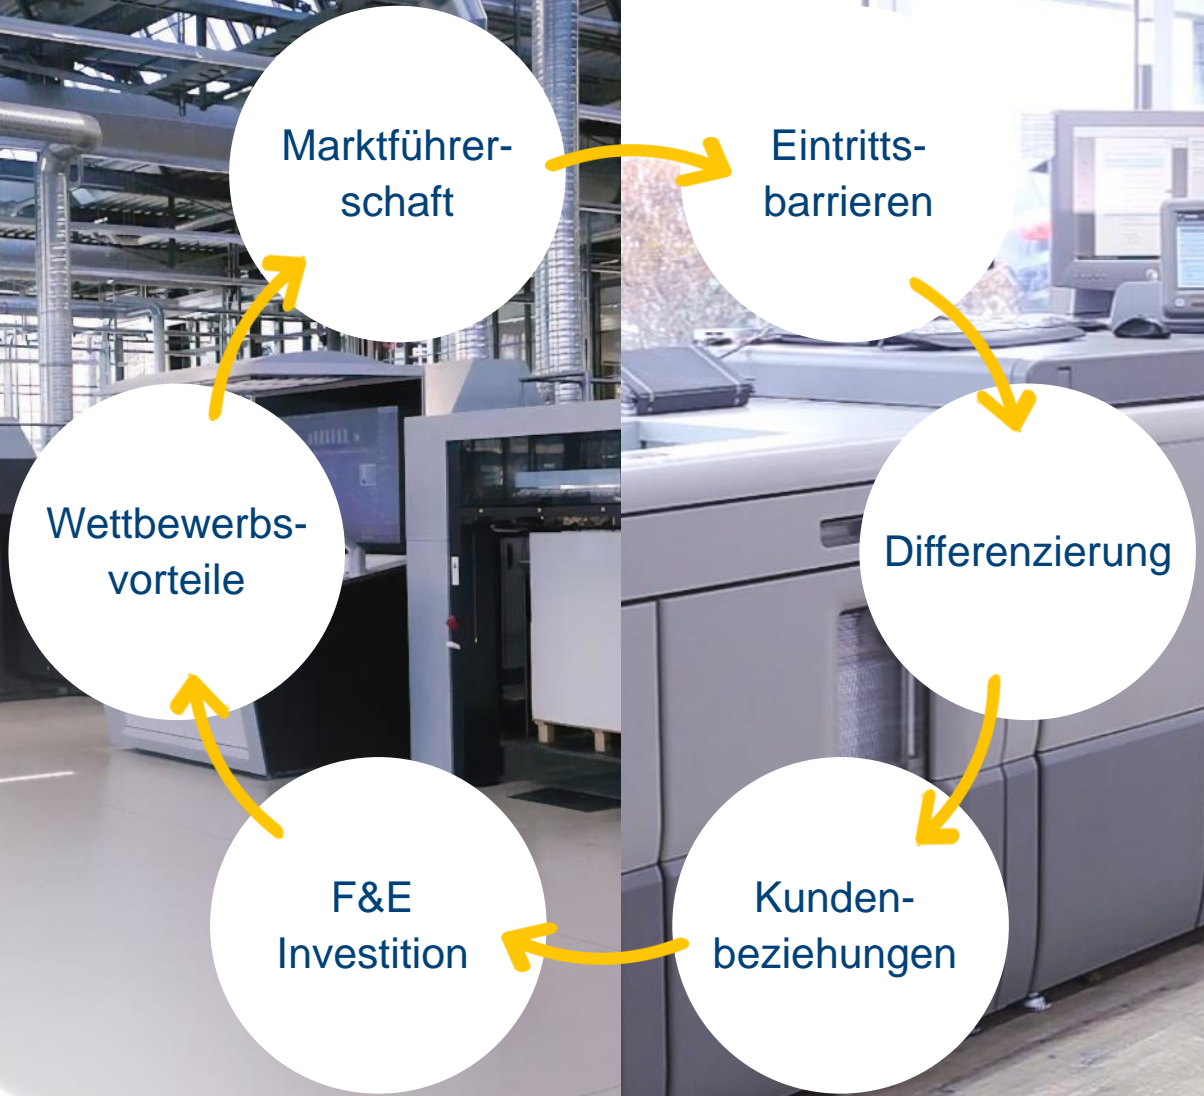 Marktführer-
schaft
Eintritts-
barrieren
Differenzierung
Kunden-
beziehungen
F&E
Investition
Wettbewerbs-
vorteile